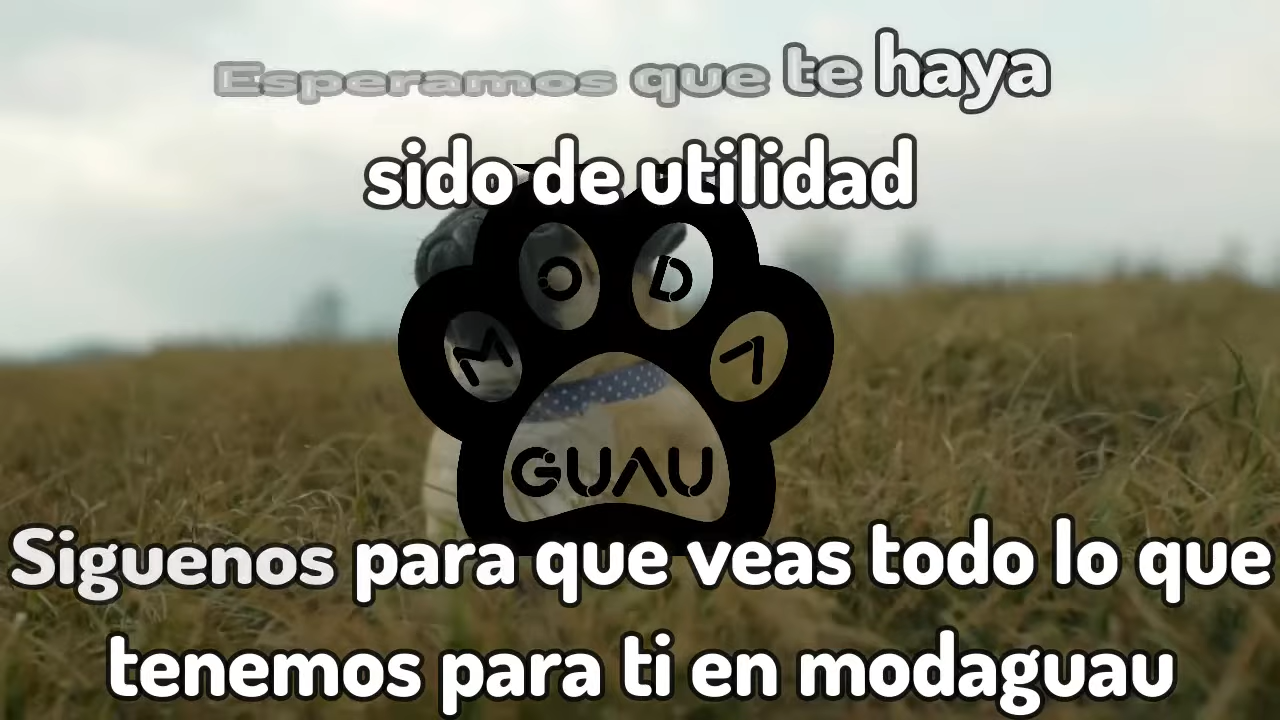 Esperamos que te haya
sido de utilidad
MODA
GUAU
Siguenos para que veas todo lo que
tenemos para ti en modaguau